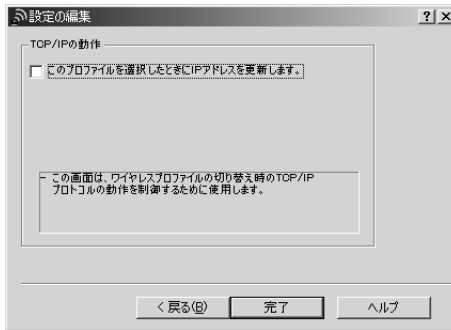 設定の編集
TCP/IPの動作
このプロファイルを選択したときにIPアドレスを更新します。
- この画面は、ワイヤレスプロファイルの切り替え時のTCP/IP
プロトコルの動作を制御するために使用します。
< 戻る(B)
完了
ヘルプ